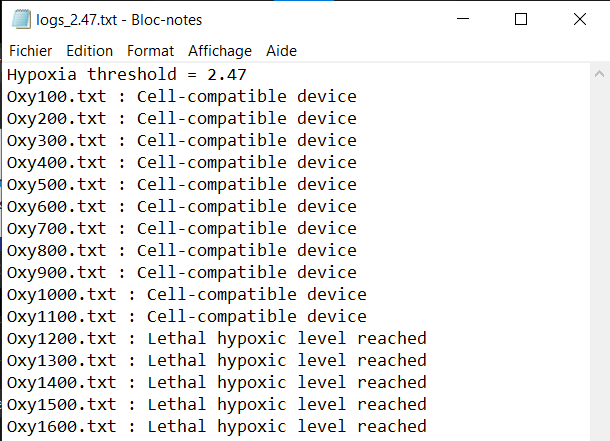 logs_2.47.txt - Bloc-notes
Fichier Edition Format Affichage Aide
Hypoxia threshold = 2.47
Oxy100.txt : Cell-compatible device
Oxy200.txt : Cell-compatible device
Oxy300.txt : Cell-compatible device
Oxy400.txt : Cell-compatible device
Oxy500.txt : Cell-compatible device
Oxy600.txt : Cell-compatible device
Oxy700.txt : Cell-compatible device
Oxy800.txt : Cell-compatible device
Oxy900.txt : Cell-compatible device
Oxy1000.txt : Cell-compatible device
Oxy1100.txt : Cell-compatible device
Oxy1200.txt : Lethal hypoxic level reached
Oxy1300.txt : Lethal hypoxic level reached
Oxy1400.txt : Lethal hypoxic level reached
Oxy1500.txt : Lethal hypoxic level reached
Oxy1600.txt : Lethal hypoxic level reached